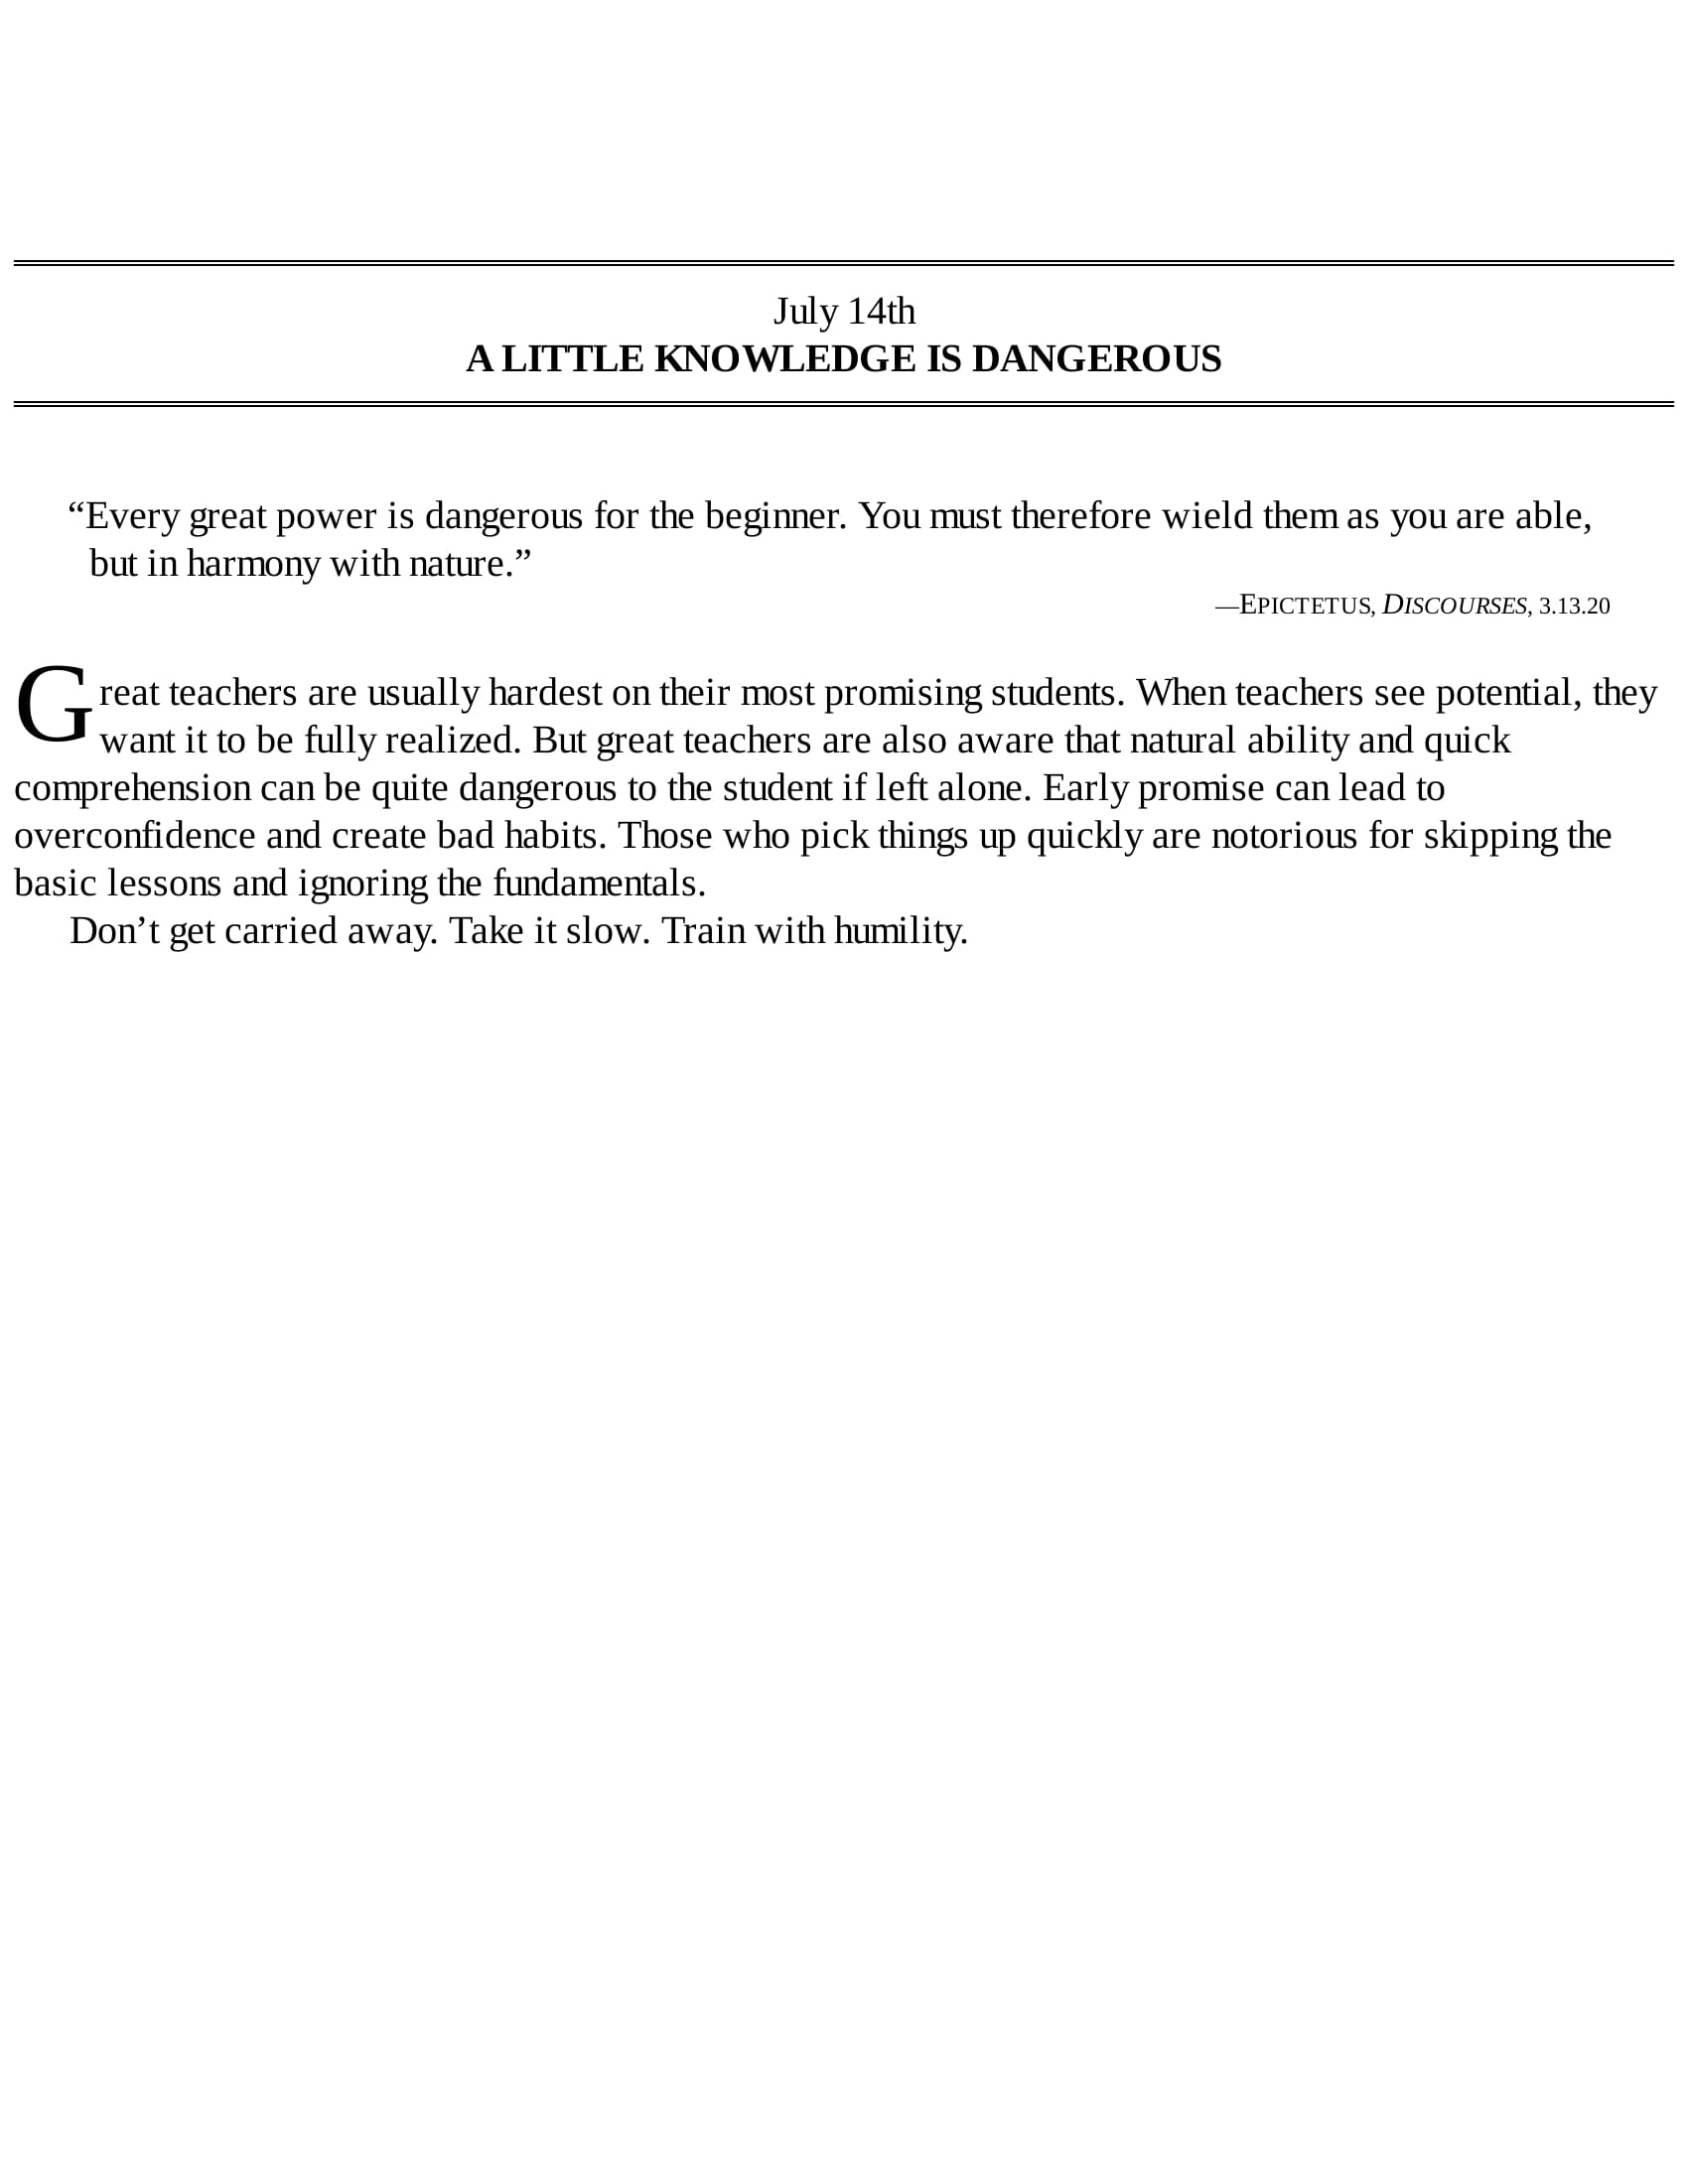 July 14th
A LITTLE KNOWLEDGE IS DANGEROUS
“Every great power is dangerous for the beginner. You must therefore wield them as you are able,
but in harmony with nature.”
—EPICTETUS, DISCOURSES, 3.13.20
Great teachers are usually hardest on their most promising students. When teachers see potential, they
want it to be fully realized. But great teachers are also aware that natural ability and quick
comprehension can be quite dangerous to the student if left alone. Early promise can lead to
overconfidence and create bad habits. Those who pick things up quickly are notorious for skipping the
basic lessons and ignoring the fundamentals.
Don’t get carried away. Take it slow. Train with humility.